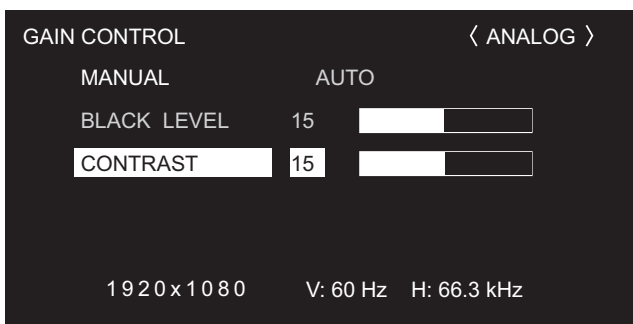 GAIN CONTROL 〈 ANALOG 〉
MANUAL AUTO
BLACK LEVEL 15
CONTRAST 15
1920x1080 V: 60 Hz H: 66.3 kHz